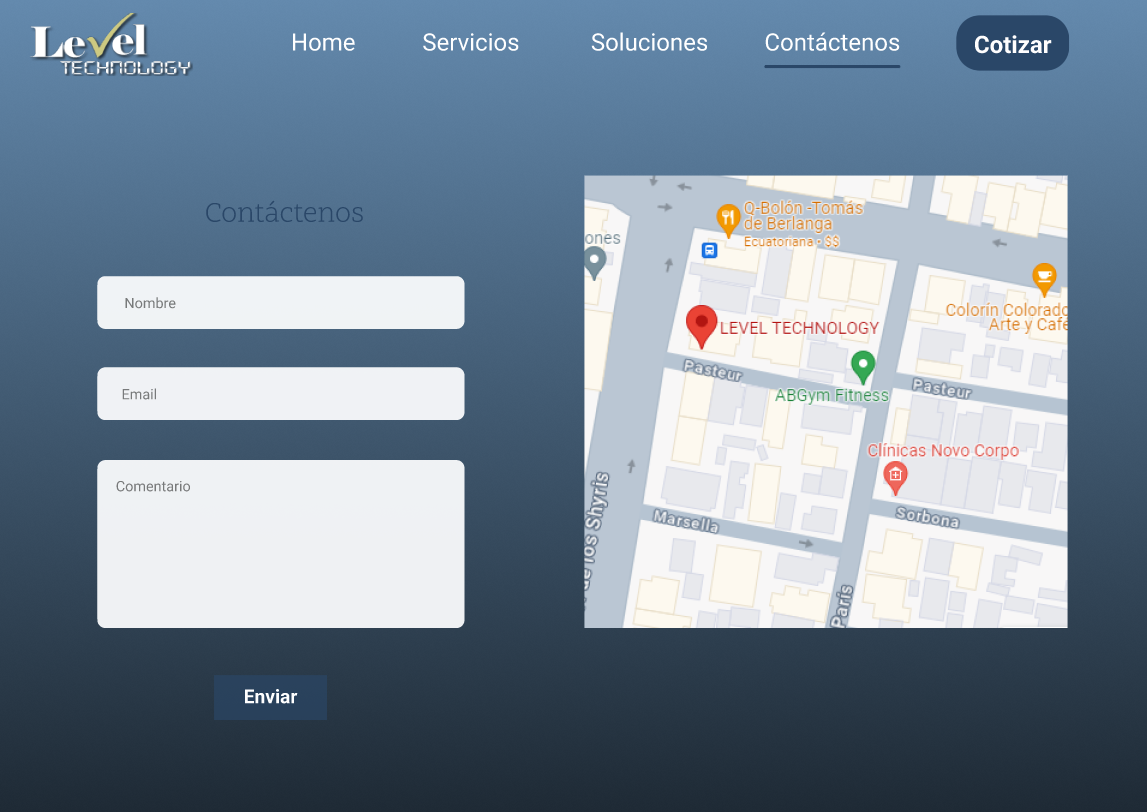 Level
TECHNOLOGY
Home
Servicios
Soluciones
Contáctenos
Cotizar
Contáctenos
Nombre
Email
Comentario
Enviar
ones
Q-Bolón -Tomás
de Berlanga
Ecuatoriana • $$
Colorín Colorado
Arte y Café
LEVEL TECHNOLOGY
Pasteur
Pasteur
ABGym Fitness
Clínicas Novo Corpo
de los Shyris
Marsella
Sorbona
Paris